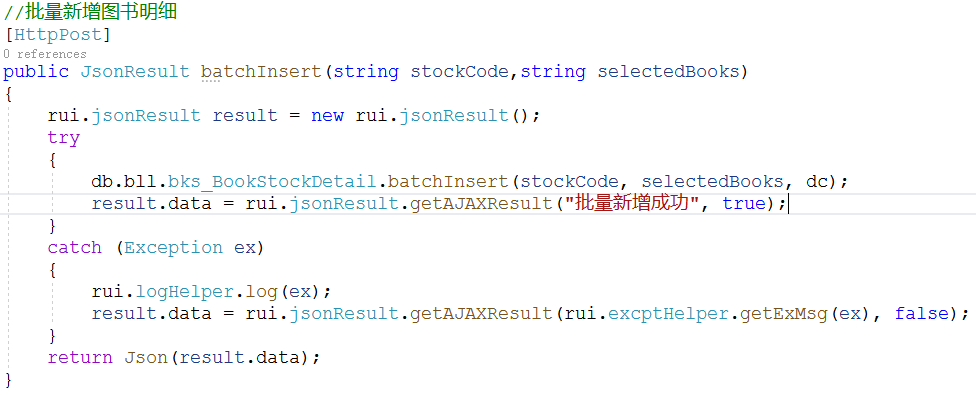 //批量新增图书明细
[HttpPost]
0 references
public JsonResult batchInsert(string stockCode,string selectedBooks)
{
    rui.jsonResult result = new rui.jsonResult();
    try
    {
        db.bll.bks_BookStockDetail.batchInsert(stockCode, selectedBooks, dc);
        result.data = rui.jsonResult.getAJAXResult("批量新增成功", true);
    }
    catch (Exception ex)
    {
        rui.logHelper.log(ex);
        result.data = rui.jsonResult.getAJAXResult(rui.excptHelper.getExMsg(ex), false);
    }
    return Json(result.data);
}